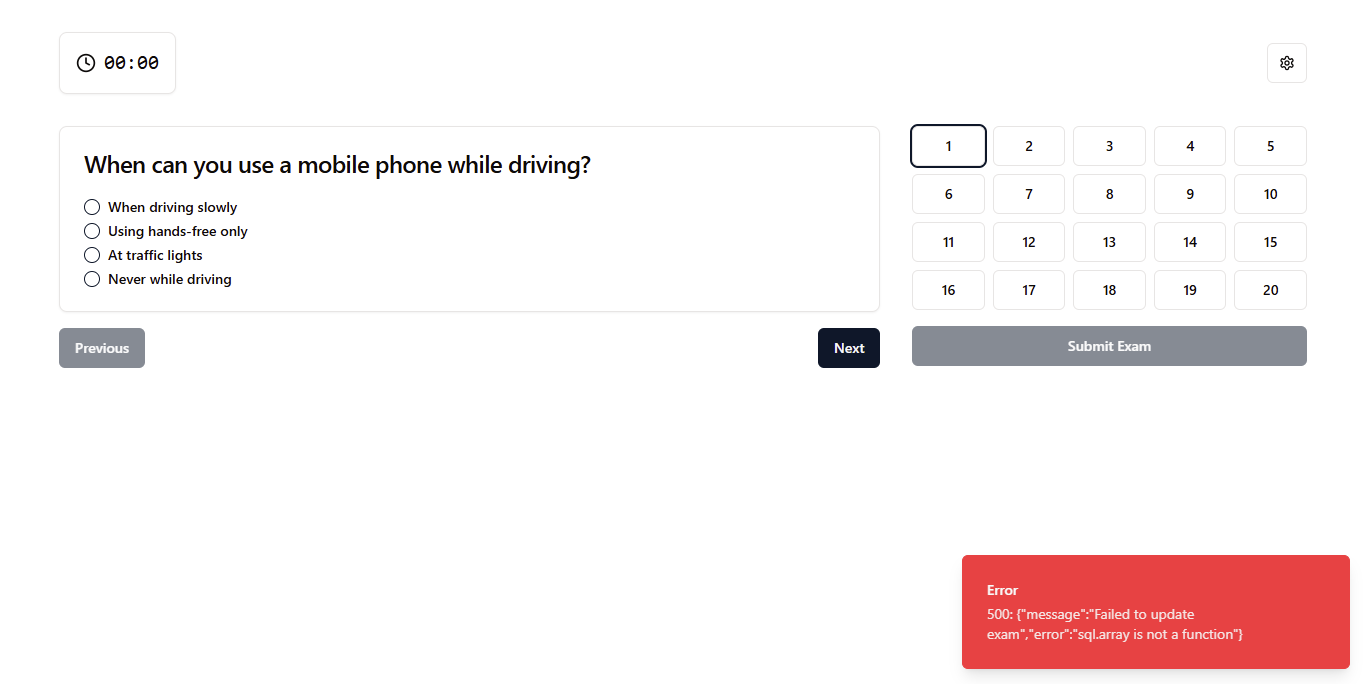 00:00
When can you use a mobile phone while driving?
When driving slowly
Using hands-free only
At traffic lights
Never while driving
Previous
Next
1 2 3 4 5
6 7 8 9 10
11 12 13 14 15
16 17 18 19 20
Submit Exam
Error
500: {"message":"Failed to update
exam","error":"sql.array is not a function"}